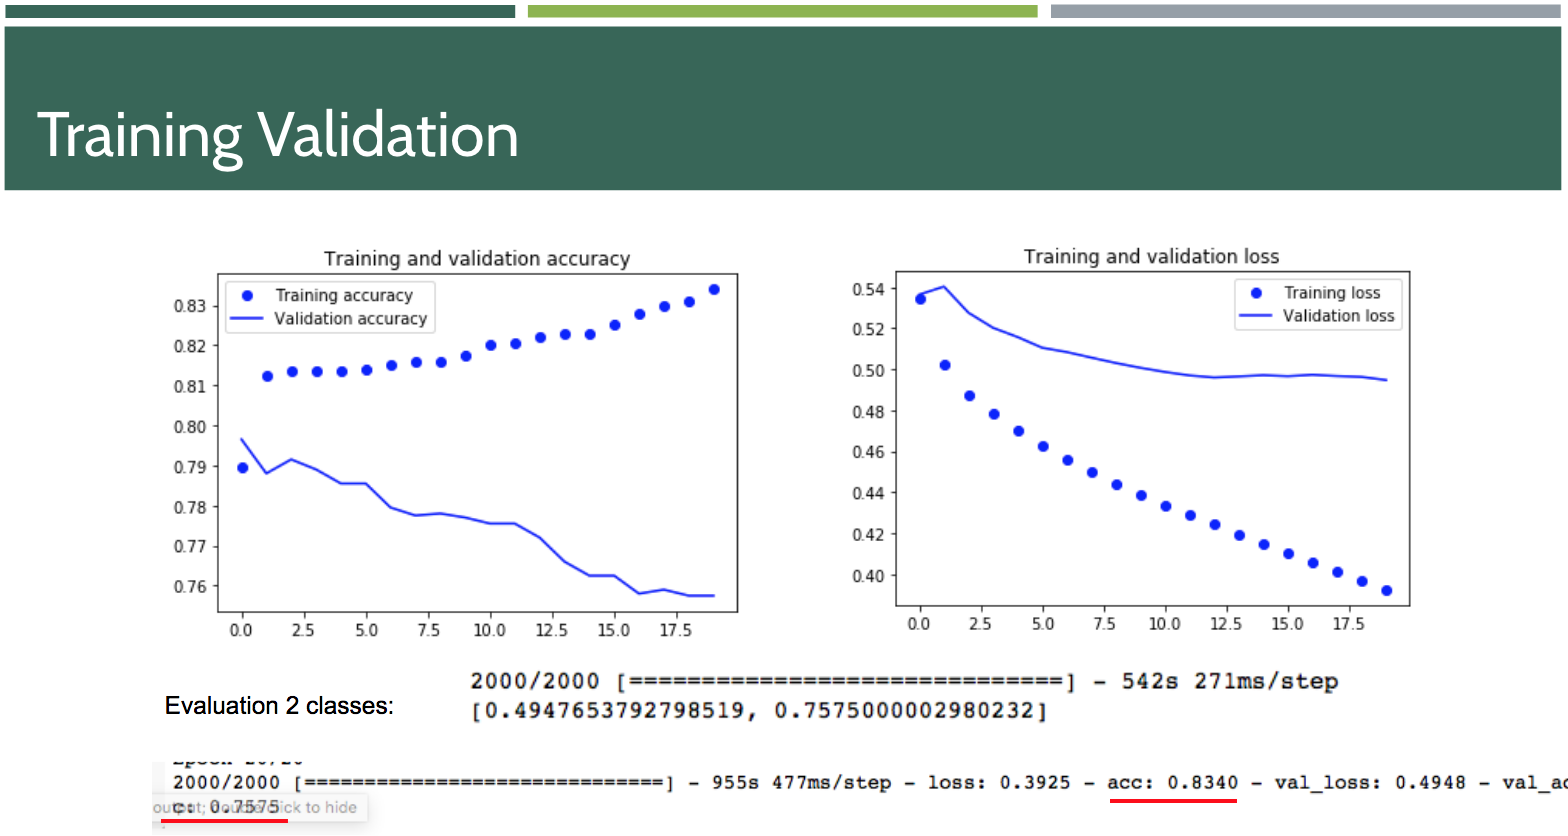 Training Validation
Training and validation accuracy
Training accuracy
Validation accuracy
0.83
0.82
0.81
0.80
0.79
0.78
0.77
0.76
0.0 2.5 5.0 7.5 10.0 12.5 15.0 17.5
Training and validation loss
Training loss
Validation loss
0.54
0.52
0.50
0.48
0.46
0.44
0.42
0.40
0.0 2.5 5.0 7.5 10.0 12.5 15.0 17.5
Evaluation 2 classes:
2000/2000 [==============================] - 542s 271ms/step
[0.4947653792798519, 0.7575000002980232]
2000/2000 [==============================] - 955s 477ms/step - loss: 0.3925 - acc: 0.8340 - val_loss: 0.4948 - val_ac
c: 0.7575
output; double click to hide